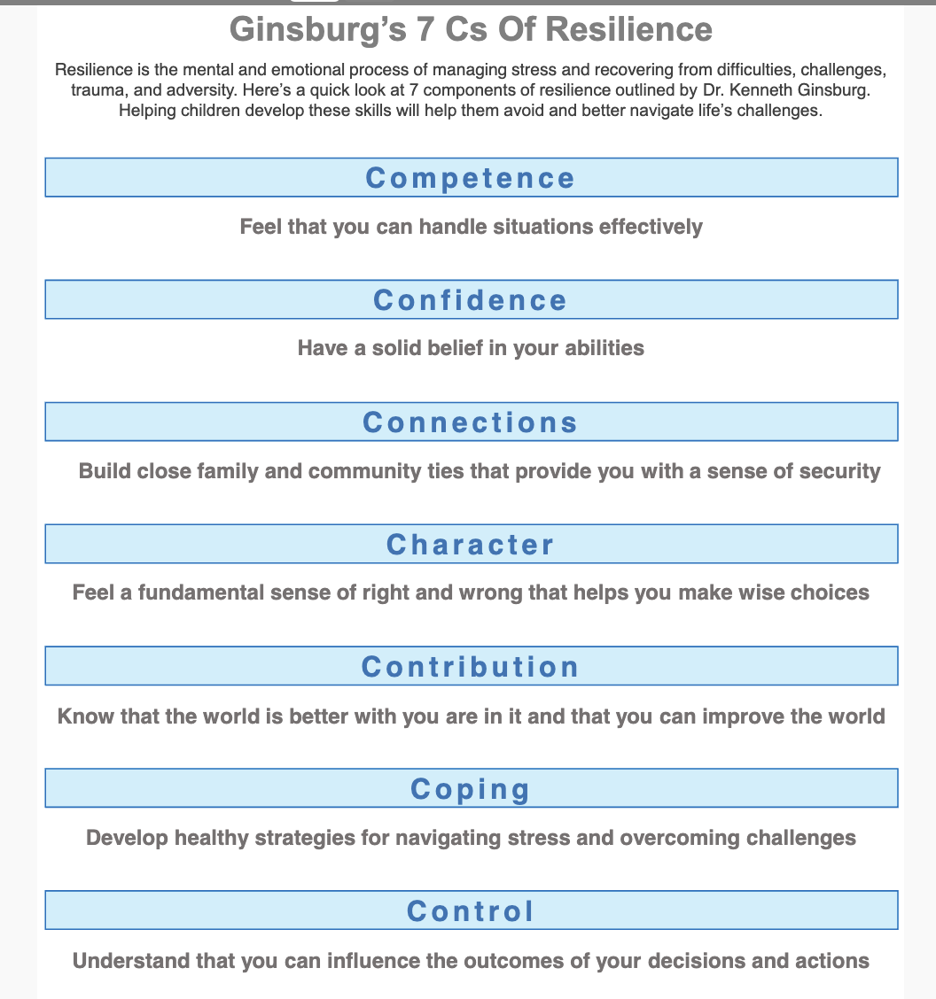 Ginsburg’s 7 Cs Of Resilience
Resilience is the mental and emotional process of managing stress and recovering from difficulties, challenges,
trauma, and adversity. Here’s a quick look at 7 components of resilience outlined by Dr. Kenneth Ginsburg.
Helping children develop these skills will help them avoid and better navigate life’s challenges.
Competence
Feel that you can handle situations effectively
Confidence
Have a solid belief in your abilities
Connections
Build close family and community ties that provide you with a sense of security
Character
Feel a fundamental sense of right and wrong that helps you make wise choices
Contribution
Know that the world is better with you are in it and that you can improve the world
Coping
Develop healthy strategies for navigating stress and overcoming challenges
Control
Understand that you can influence the outcomes of your decisions and actions